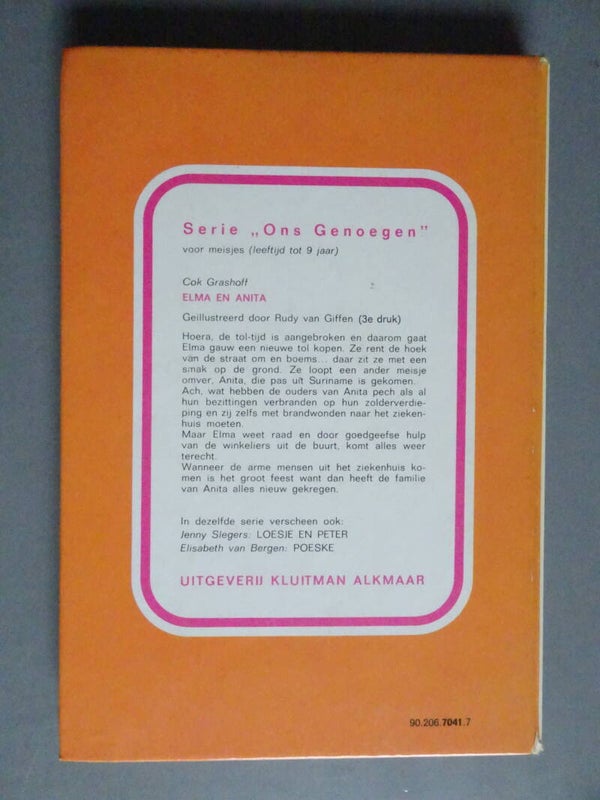 Serie „Ons Genoegen"
voor meisjes (leeftijd tot 9 jaar)
Cok Grashoff
ELMA EN ANITA
Geïllustreerd door Rudy van Giffen (3e druk)
Hoera, de tol-tijd is aangebroken en daarom gaat
Elma gauw een nieuwe tol kopen. Ze rent de hoek
van de straat om en boems... daar zit ze met een
smak op de grond. Ze loopt een ander meisje
omver, Anita, die pas uit Suriname is gekomen.
Ach, wat hebben de ouders van Anita pech als al
hun bezittingen verbranden op hun zolderverdie-
ping en zij zelfs met brandwonden naar het zieken-
huis moeten.
Maar Elma weet raad en door goedgeefse hulp
van de winkeliers uit de buurt, komt alles weer
terecht.
Wanneer de arme mensen uit het ziekenhuis ko-
men is het groot feest want dan heeft de familie
van Anita alles nieuw gekregen.
In dezelfde serie verscheen ook:
Jenny Slegers: LOESJE EN PETER
Elisabeth van Bergen: POESKE
UITGEVERIJ KLUITMAN ALKMAAR
90.206.7041.7